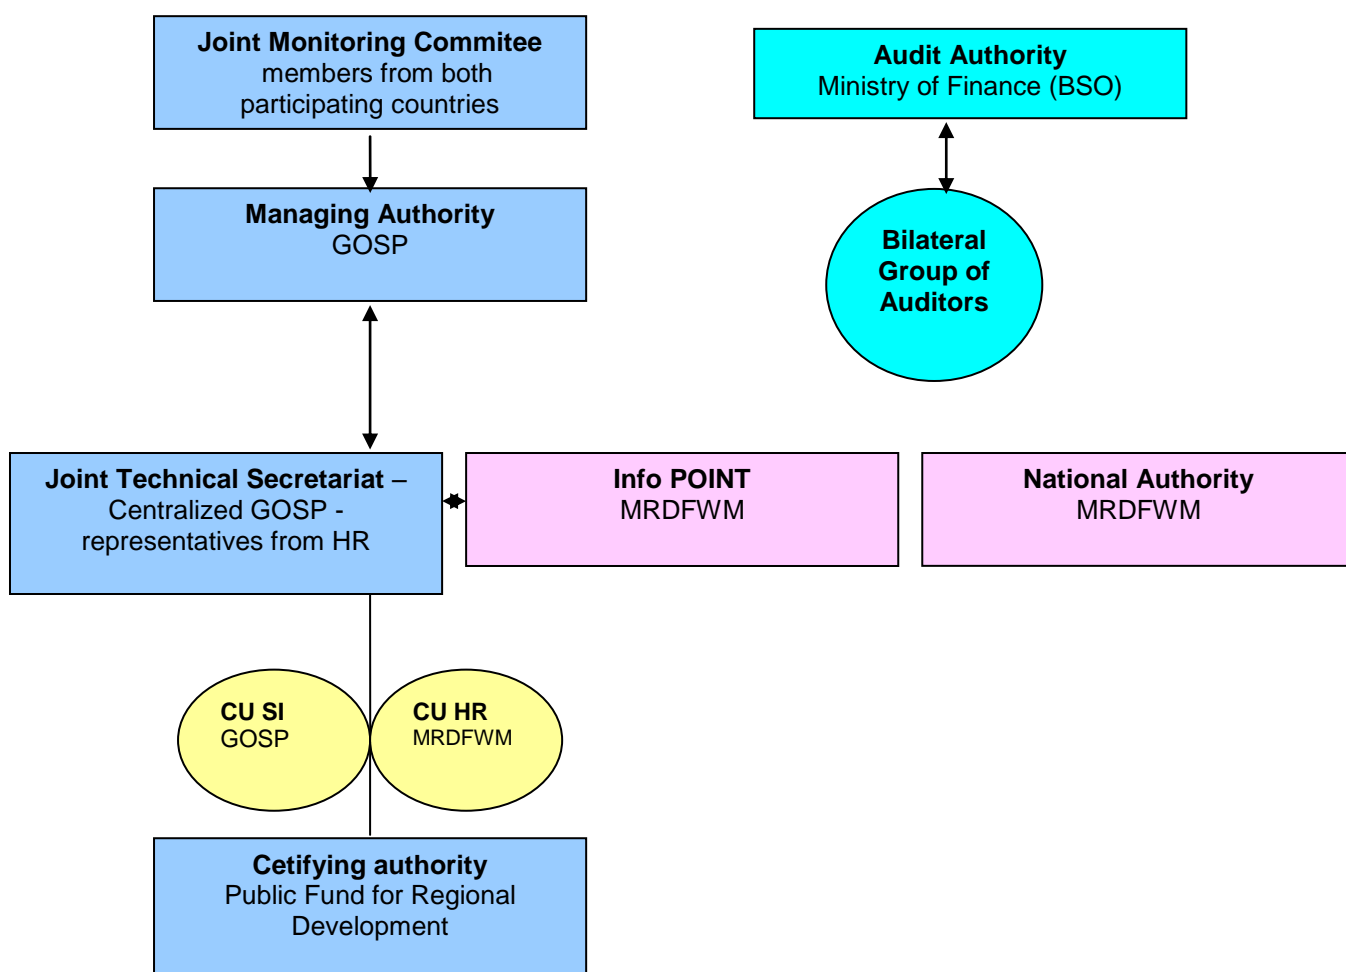 Joint Monitoring Commitee
members from both
participating countries
Audit Authority
Ministry of Finance (BSO)
Managing Authority
GOSP
Bilateral
Group of
Auditors
Joint Technical Secretariat –
Centralized GOSP -
representatives from HR
Info POINT
MRDFWM
National Authority
MRDFWM
CU SI
GOSP
CU HR
MRDFWM
Cetifying authority
Public Fund for Regional
Development